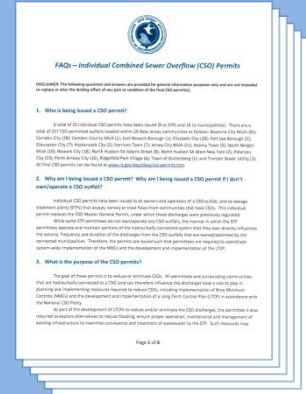 FAQs – Individual Combined Sewer Overflow (CSO) Permits
DISCLAIMER: The following questions and answers are provided for general information purposes only and are not intended
to replace or alter the binding effect of any part or condition of the final CSO permit(s).
1. Who is being issued a CSO permit?
A total of 25 individual CSO permits have been issued (9 to STPs and 16 to municipalities). There are a
total of 217 CSO permitted outfalls located within 20 New Jersey communities as follows: Bayonne City MUA (30);
Camden City (28); Camden County MUA (1); East Newark Borough (1); Elizabeth City (28); Fort Lee Borough (2);
Gloucester City (7); Hackensack City (2); Harrison Town (7); Jersey City MUA (21); Kearny Town (5); North Bergen
MUA (10); Newark City (18); North Hudson SA-Adams Street (8); North Hudson SA-West New York (2); Paterson
City (23); Perth Amboy City (16); Ridgefield Park Village (6); Town of Guttenberg (1); and Trenton Sewer Utility (1).
All final CSO permits can be found at www.nj.gov/dep/dwq/cso-permits.htm.
2. Why am I being issued a CSO permit? Why am I being issued a CSO permit if I don't
own/operate a CSO outfall?
Individual CSO permits have been issued to all owners and operators of a CSO outfall, and to sewage
treatment plants (STPs) that accept, convey or treat flows from communities that have CSOs. This individual
permit replaces the CSO Master General Permit, under which these discharges were previously regulated.
While some STP permittees do not own/operate any CSO outfalls, the manner in which the STP
permittees operate and maintain portions of the hydraulically connected system that they own directly influences
the volume, frequency and duration of the discharges from the CSO outfalls that are owned/operated by the
connected municipalities. Therefore, the permits are issued such that permittees are required to coordinate
system-wide implementation of the NMCs and the development and implementation of the LTCP.
3. What is the purpose of the CSO permits?
The goal of these permits is to reduce or eliminate CSOs. All permittees and surrounding communities
that are hydraulically connected to a CSO (and can therefore influence the discharge) have a role to play in
planning and implementing measures required to reduce CSOs, including implementation of Nine Minimum
Controls (NMCs) and the development and implementation of a Long Term Control Plan (LTCP) in accordance with
the National CSO Policy.
As part of the development of LTCPs to reduce and/or eliminate the CSO discharges, the permittees is also
required to explore alternatives to reduce flooding, ensure proper operation, maintenance and management of
existing infrastructure to maintain conveyance and treatment of wastewater to the STP. Such measures may
Page 1 of 6